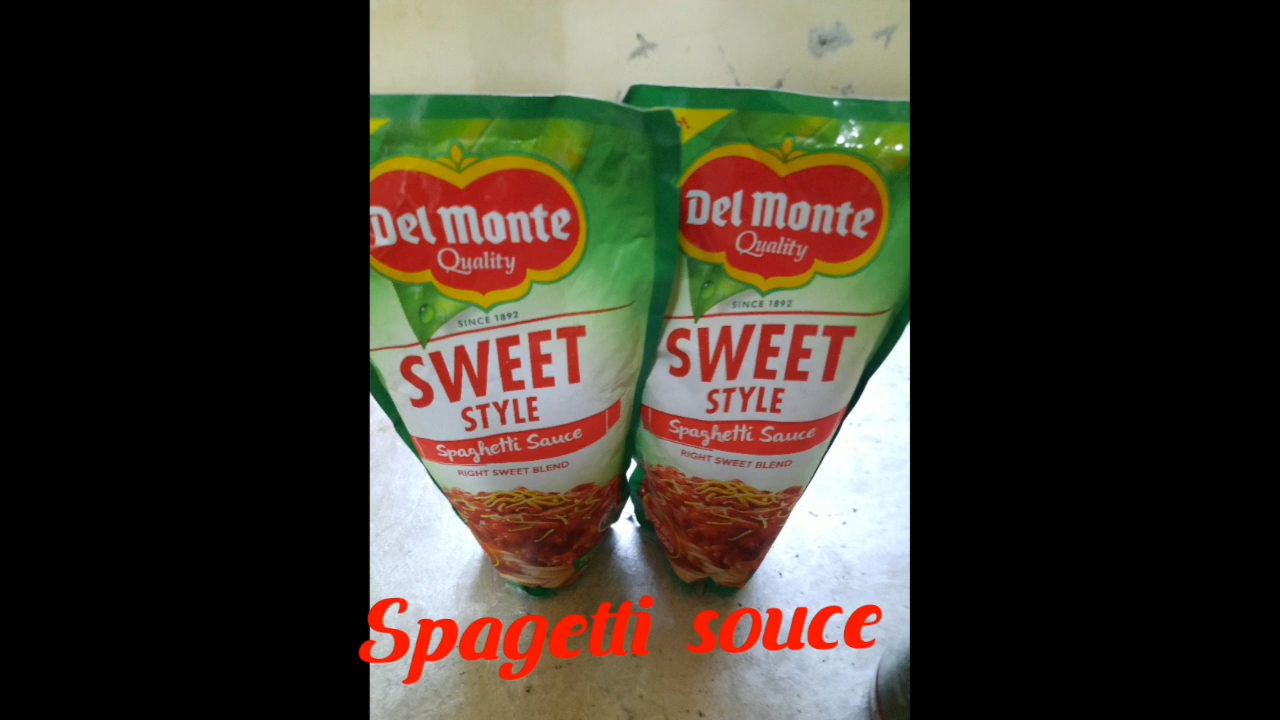 Del Monte
Quality
SINCE 1892
SWEET
STYLE
Spaghetti Sauce
RIGHT SWEET BLEND
Del Monte
Quality
SINCE 1892
SWEET
STYLE
Spaghetti Sauce
RIGHT SWEET BLEND
Spagetti souce